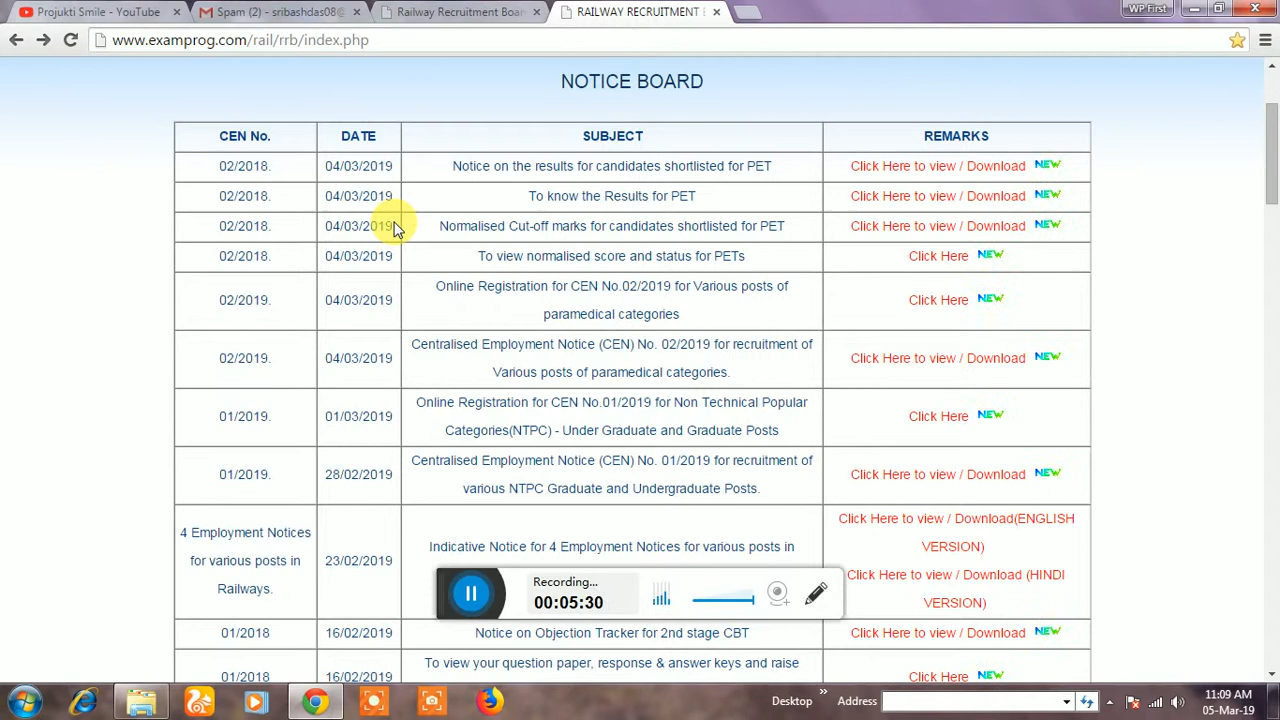 Projukti Smile - YouTube
Spam (2) - sribashdas08@
Railway Recruitment Boar
RAILWAY RECRUITMENT
WP First
www.examprog.com/rail/rrb/index.php
NOTICE BOARD
CEN No. DATE SUBJECT REMARKS
02/2018. 04/03/2019 Notice on the results for candidates shortlisted for PET Click Here to view / Download NEW
02/2018. 04/03/2019 To know the Results for PET Click Here to view / Download NEW
02/2018. 04/03/2019 Normalised Cut-off marks for candidates shortlisted for PET Click Here to view / Download NEW
02/2018. 04/03/2019 To view normalised score and status for PETs Click Here NEW
02/2019. 04/03/2019 Online Registration for CEN No.02/2019 for Various posts of Click Here NEW
paramedical categories
02/2019. 04/03/2019 Centralised Employment Notice (CEN) No. 02/2019 for recruitment of Click Here to view / Download NEW
Various posts of paramedical categories.
01/2019. 01/03/2019 Online Registration for CEN No.01/2019 for Non Technical Popular Click Here NEW
Categories(NTPC) - Under Graduate and Graduate Posts
01/2019. 28/02/2019 Centralised Employment Notice (CEN) No. 01/2019 for recruitment of Click Here to view / Download NEW
various NTPC Graduate and Undergraduate Posts.
4 Employment Notices
for various posts in
Railways.
23/02/2019
Indicative Notice for 4 Employment Notices for various posts in
Click Here to view / Download(ENGLISH
VERSION)
Click Here to view / Download (HINDI
VERSION)
Recording...
00:05:30
01/2018 16/02/2019 Notice on Objection Tracker for 2nd stage CBT Click Here to view / Download NEW
01/2018 16/02/2019 To view your question paper, response & answer keys and raise Click Here NEW
Desktop
Address
11:09 AM
05-Mar-19